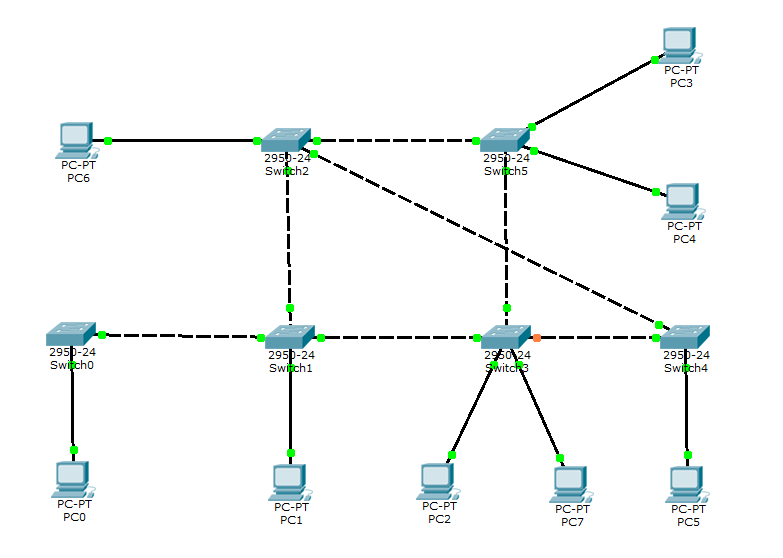 PC-PT
PC3
PC-PT
PC6
2950-24
Switch2
2950-24
Switch5
PC-PT
PC4
2950-24
Switch0
2950-24
Switch1
2950-24
Switch3
2950-24
Switch4
PC-PT
PC0
PC-PT
PC1
PC-PT
PC2
PC-PT
PC7
PC-PT
PC5